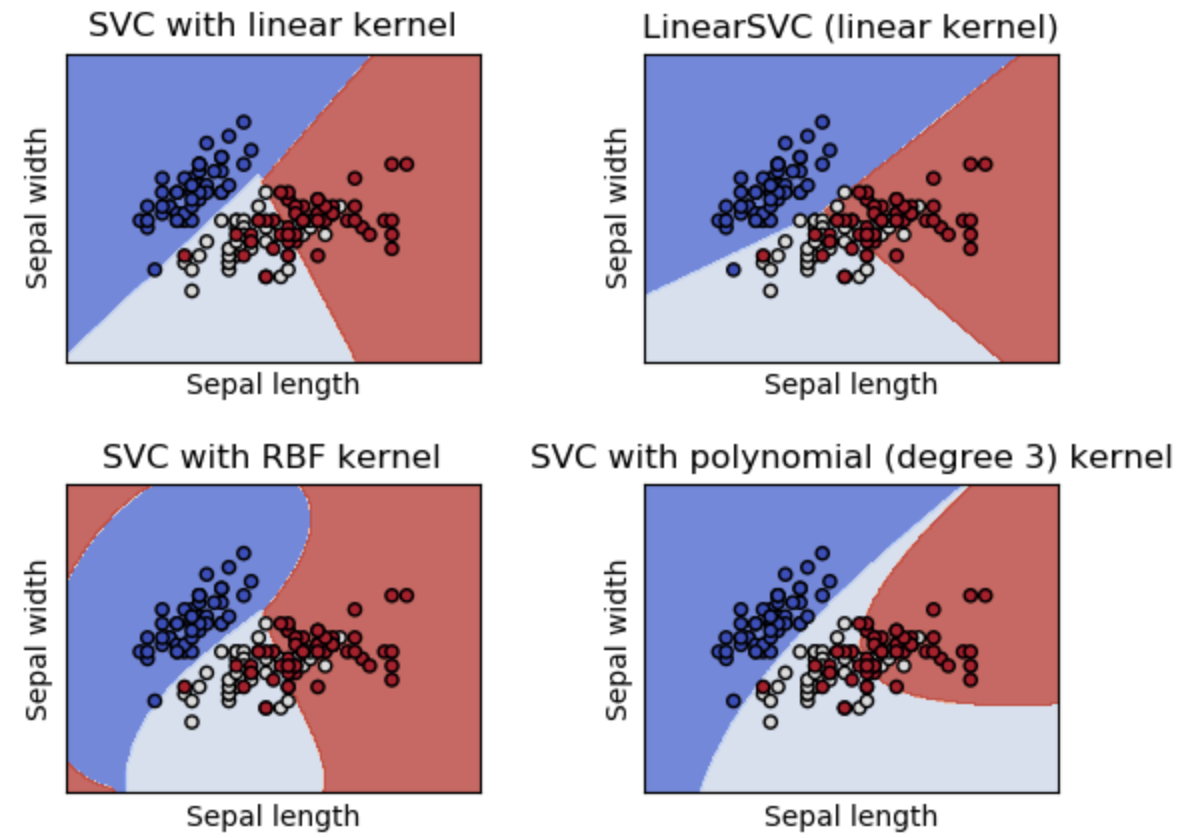 SVC with linear kernel
LinearSVC (linear kernel)
Sepal width
Sepal width
Sepal length
Sepal length
SVC with RBF kernel
SVC with polynomial (degree 3) kernel
Sepal width
Sepal width
Sepal length
Sepal length